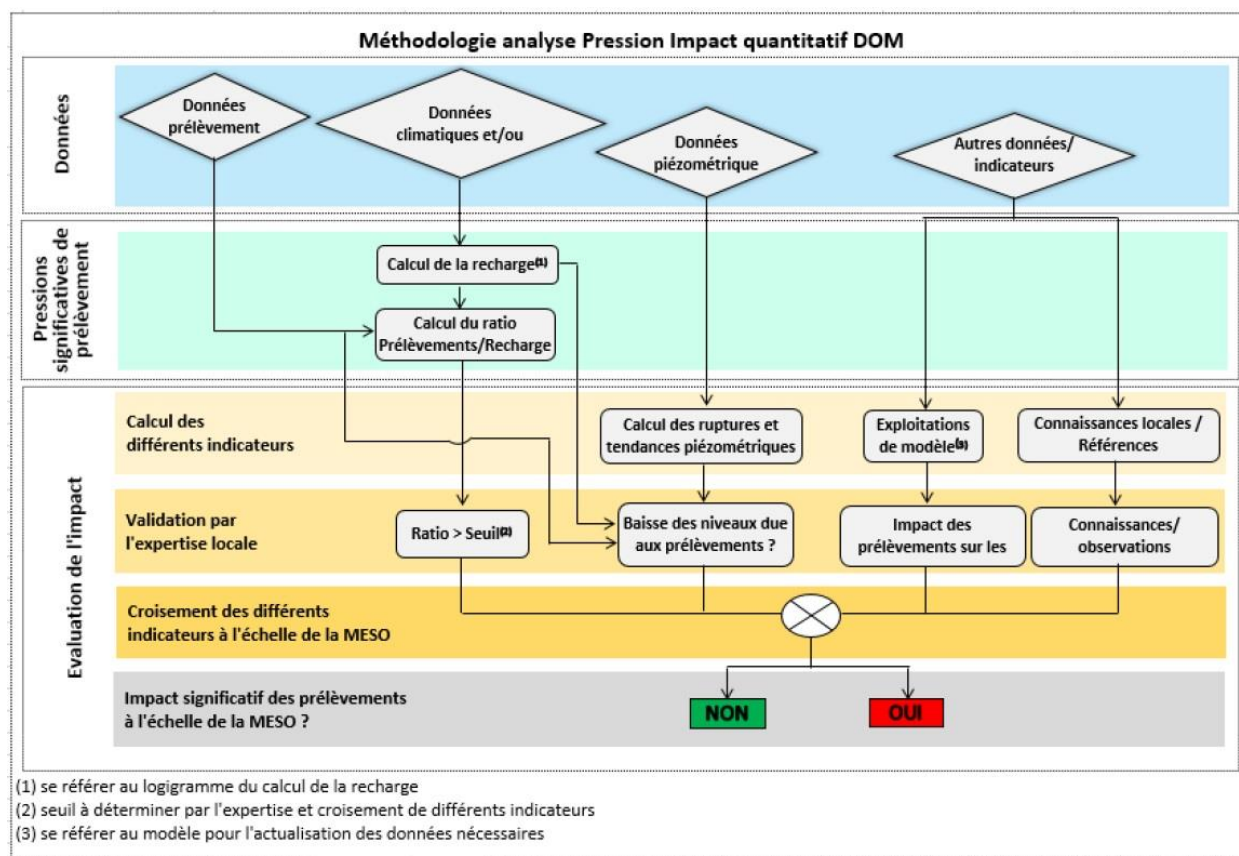 Méthodologie analyse Pression Impact quantitatif DOM
Données
Données
prélèvement
Données
climatiques et/ou
Données
piézométrique
Autres données/
indicateurs
Pressions
significatives de
prélèvement
Calcul de la recharge(1)
Calcul du ratio
Prélèvements/Recharge
Evaluation de l'impact
Calcul des
différents indicateurs
Calcul des ruptures et
tendances piézométriques
Exploitations
de modèle(3)
Connaissances locales /
Références
Validation par
l'expertise locale
Ratio > Seuil(2)
Baisse des niveaux due
aux prélèvements ?
Impact des
prélèvements sur les
Connaissances/
observations
Croisement des différents
indicateurs à l'échelle de la MESO
Impact significatif des prélèvements
à l'échelle de la MESO ?
NON
OUI
(1) se référer au logigramme du calcul de la recharge
(2) seuil à déterminer par l'expertise et croisement de différents indicateurs
(3) se référer au modèle pour l'actualisation des données nécessaires